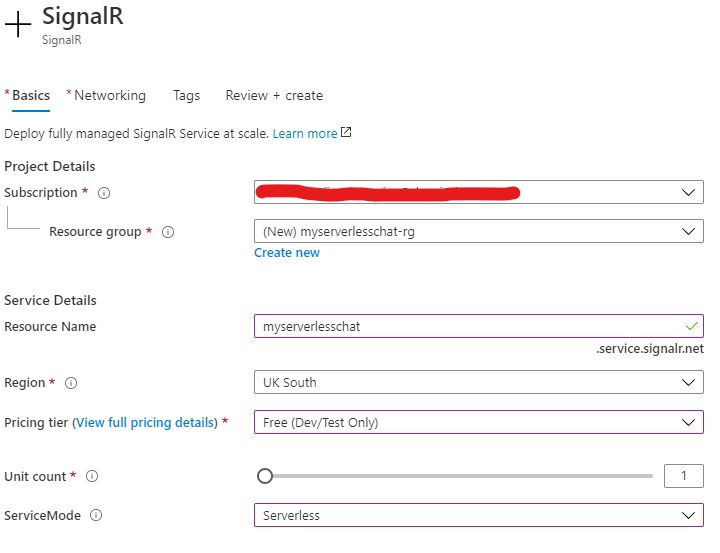 SignalR
SignalR
* Basics * Networking Tags Review + create
Deploy fully managed SignalR Service at scale. Learn more
Project Details
Subscription *
Resource group * (New) myserverlesschat-rg
Create new
Service Details
Resource Name myserverlesschat
.service.signalr.net
Region * UK South
Pricing tier (View full pricing details) * Free (Dev/Test Only)
Unit count * 1
ServiceMode Serverless